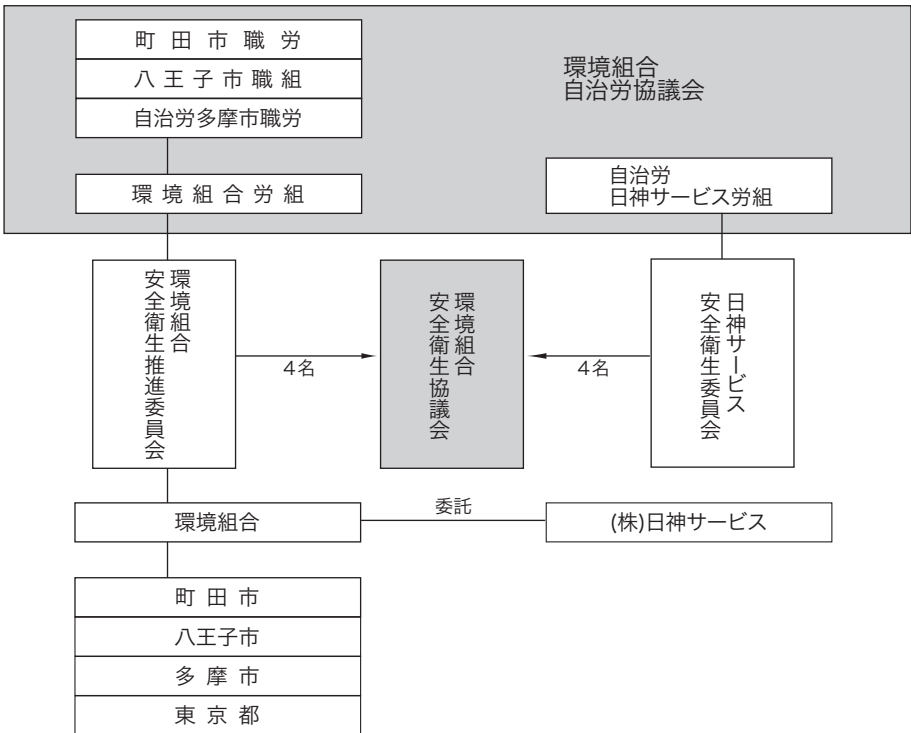 町田市職労
八王子市職組
自治労多摩市職労
環境組合
自治労協議会
環境組合労組
自治労
日神サービス労組
環境組合
安全衛生推進委員会
4名
環境組合
安全衛生協議会
4名
日神サービス
安全衛生委員会
環境組合
委託
(株)日神サービス
町田市
八王子市
多摩市
東京都